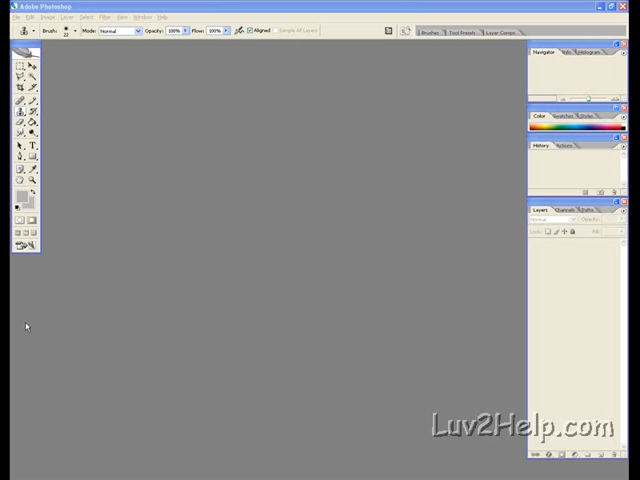 Adobe Photoshop
File Edit Image Layer Select Filter View Window Help
Brush: 22 Mode: Normal Opacity: 100% Flow: 100% Aligned Sample All Layers Brushes Tool Presets Layer Comps
Navigator Info Histogram
Color Swatches Styles
History Actions
Layers Channels Paths
Normal Opacity:
Lock: Fill:
Luv2Help.com